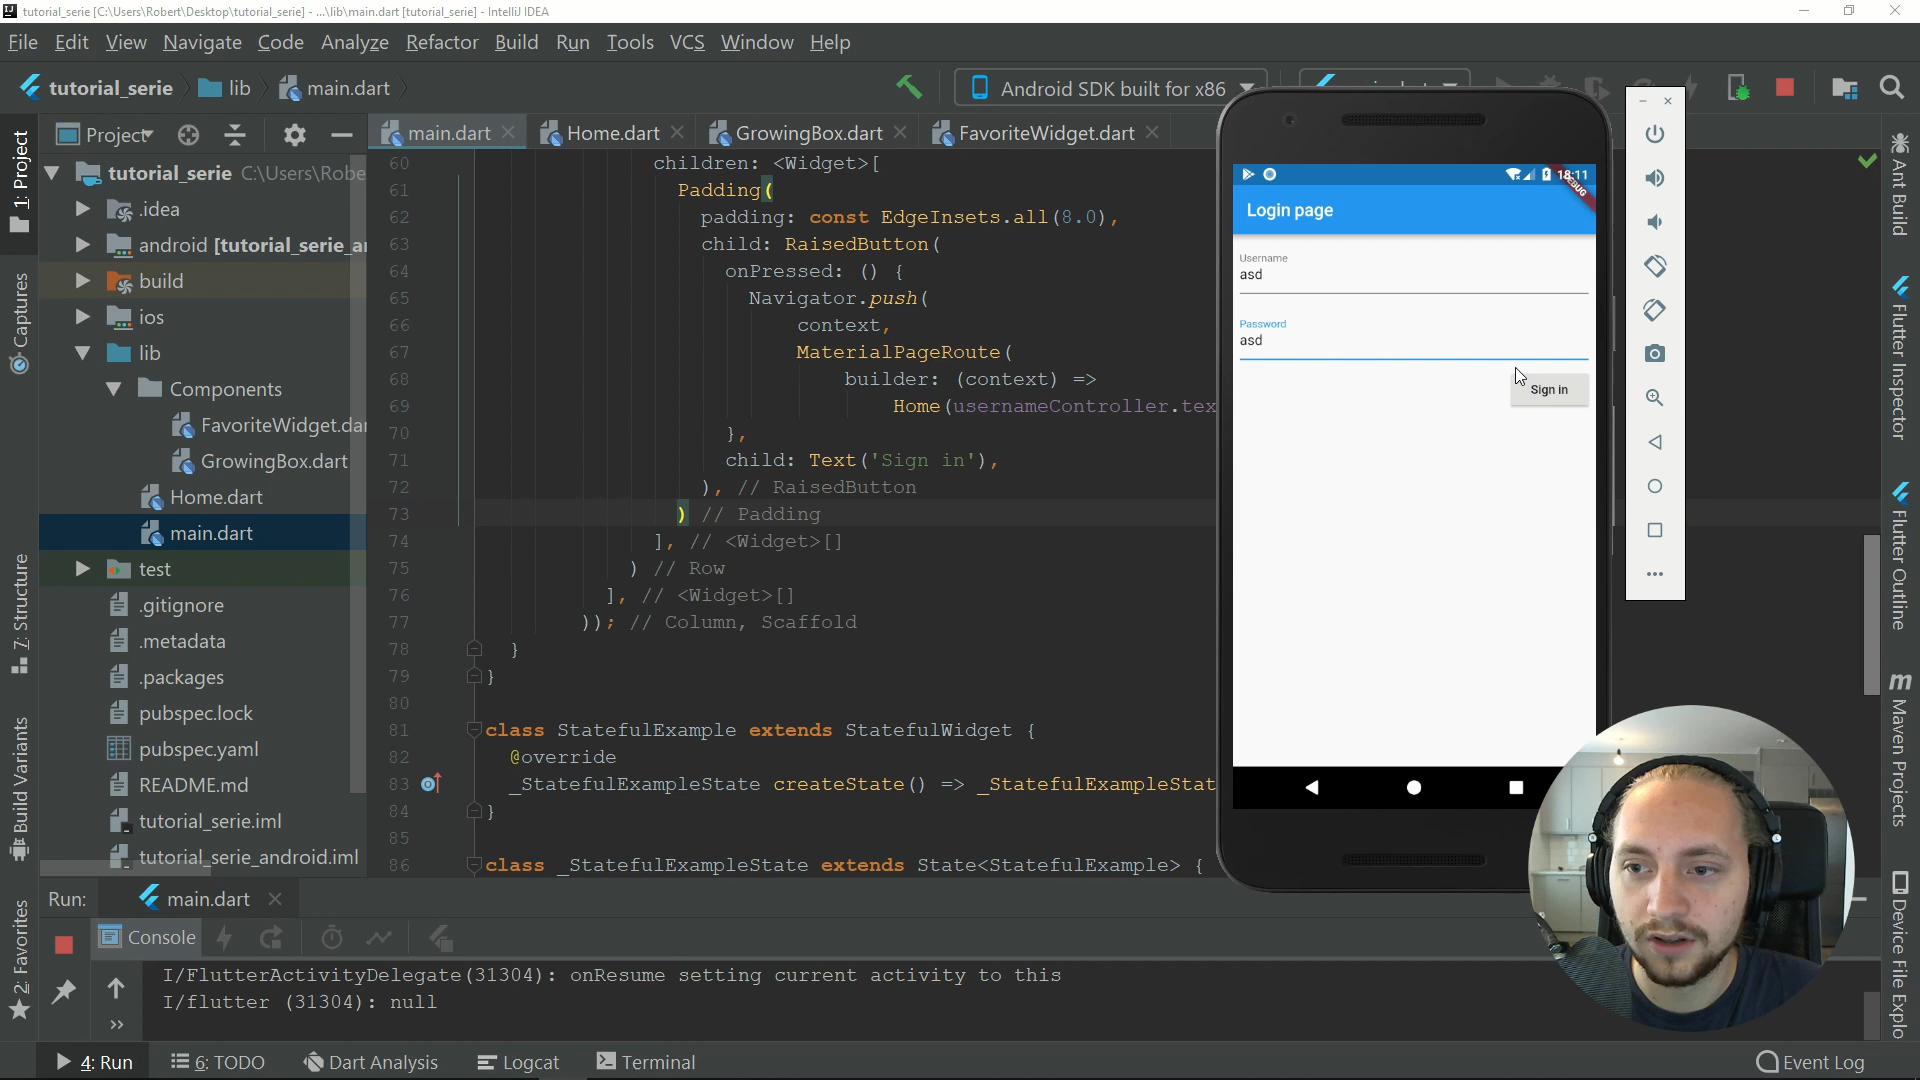 tutorial_serie [C:\Users\Robert\Desktop\tutorial_serie] - ...\lib\main.dart [tutorial_serie] - IntelliJ IDEA
File Edit View Navigate Code Analyze Refactor Build Run Tools VCS Window Help
tutorial_serie lib main.dart
Android SDK built for x86
Project
main.dart Home.dart GrowingBox.dart FavoriteWidget.dart
1: Project
Captures
7: Structure
Build Variants
2: Favorites
tutorial_serie C:\Users\Robe
.idea
android [tutorial_serie_a
build
ios
lib
Components
FavoriteWidget.da
GrowingBox.dart
Home.dart
main.dart
test
.gitignore
.metadata
.packages
pubspec.lock
pubspec.yaml
README.md
tutorial_serie.iml
tutorial_serie_android.iml
60 children: <Widget>[
61 Padding(
62 padding: const EdgeInsets.all(8.0),
63 child: RaisedButton(
64 onPressed: () {
65 Navigator.push(
66 context,
67 MaterialPageRoute(
68 builder: (context) =>
69 Home(usernameController.tex
70 },
71 child: Text('Sign in'),
72 ), // RaisedButton
73 ) // Padding
74 ], // <Widget>[]
75 ) // Row
76 ], // <Widget>[]
77 )); // Column, Scaffold
78 }
79 }
80
81 class StatefulExample extends StatefulWidget {
82 @override
83 _StatefulExampleState createState() => _StatefulExampleStat
84 }
85
86 class _StatefulExampleState extends State<StatefulExample> {
18:11
DEBUG
Login page
Username
asd
Password
asd
Sign in
Ant Build
Flutter Inspector
Flutter Outline
Maven Projects
Device File Explo
Run: main.dart
Console
I/FlutterActivityDelegate(31304): onResume setting current activity to this
I/flutter (31304): null
4: Run 6: TODO Dart Analysis Logcat Terminal Event Log